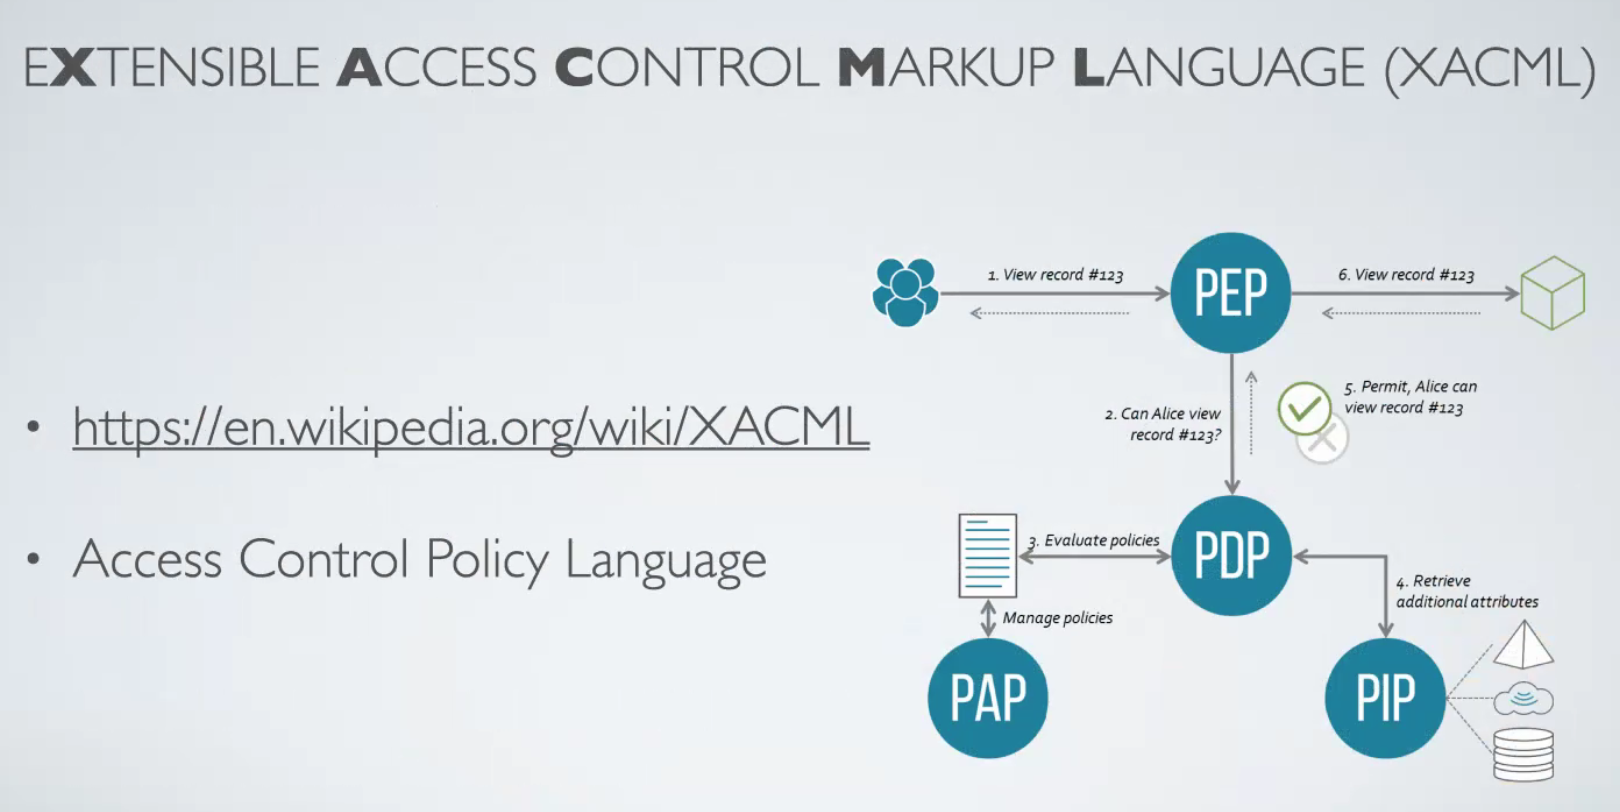 EXTENSIBLE ACCESS CONTROL MARKUP LANGUAGE (XACML)
• https://en.wikipedia.org/wiki/XACML
• Access Control Policy Language
1. View record #123
PEP
6. View record #123
2. Can Alice view
record #123?
5. Permit, Alice can
view record #123
3. Evaluate policies
PDP
4. Retrieve
additional attributes
Manage policies
PAP
PIP